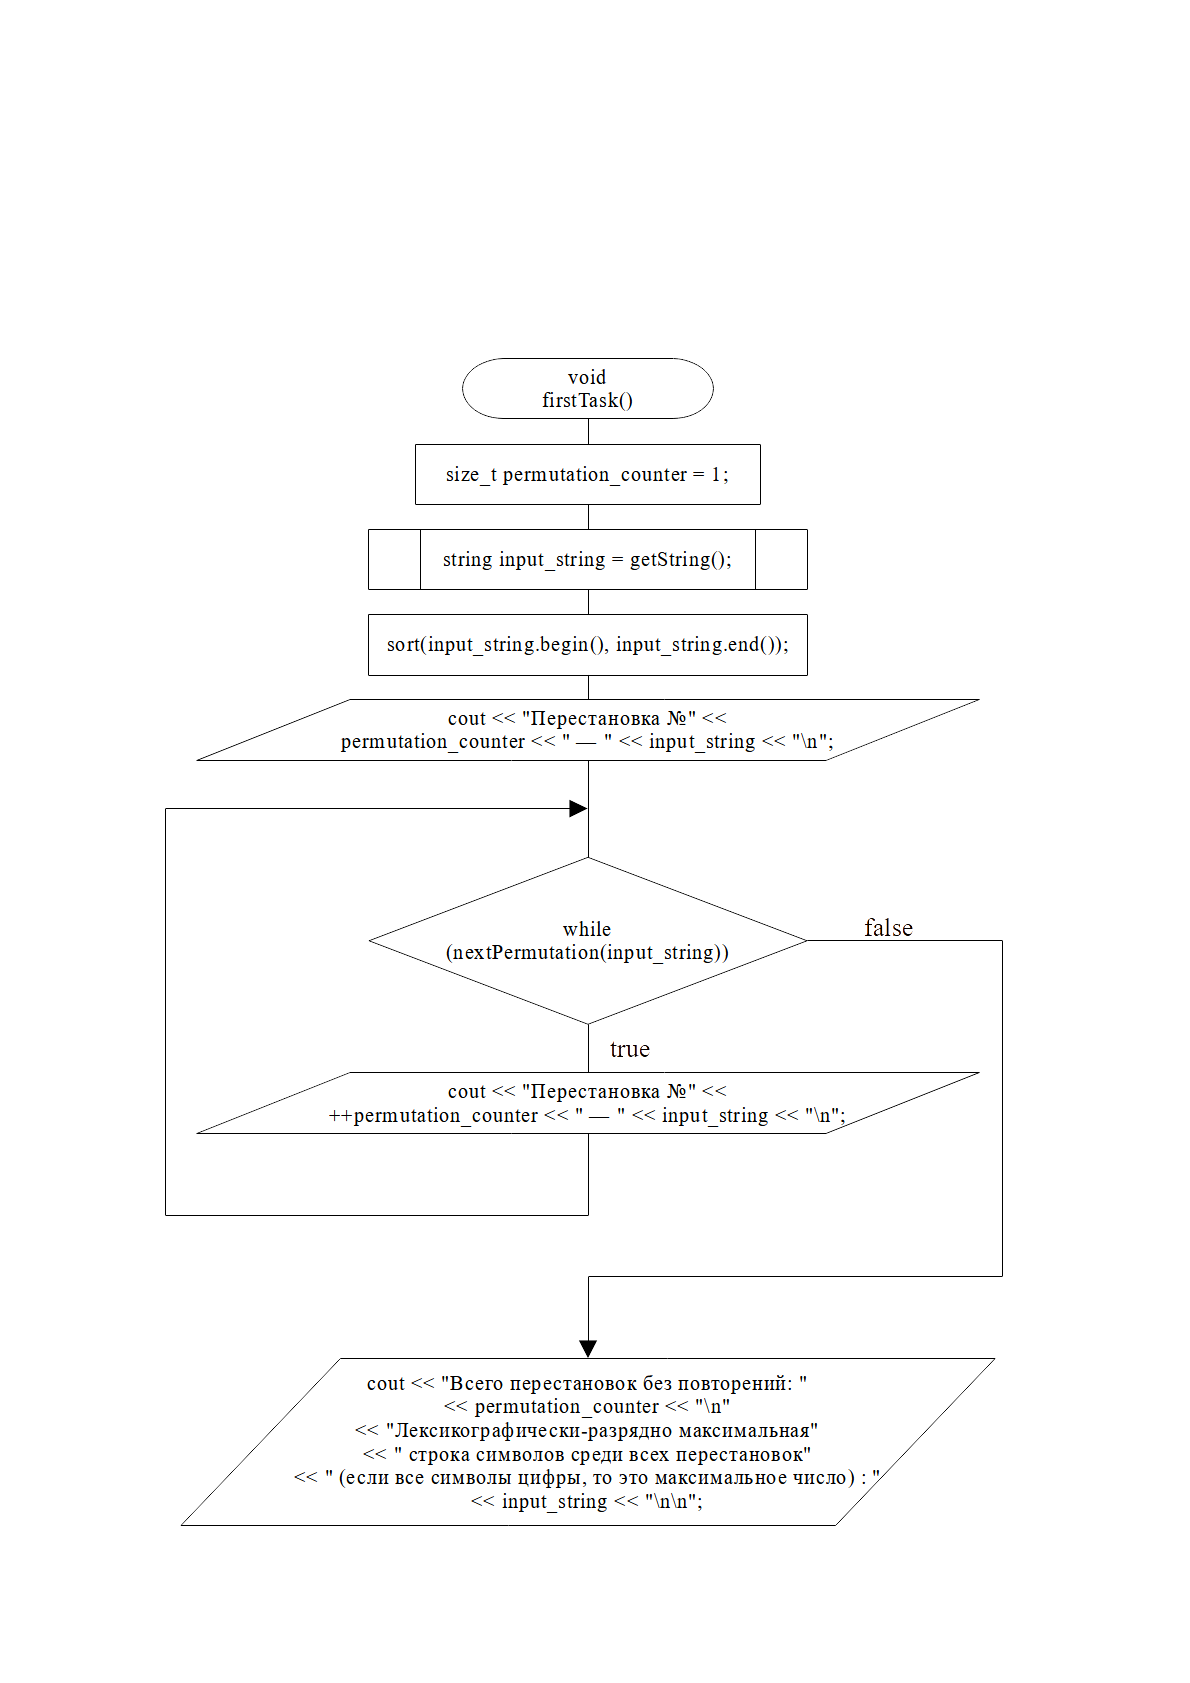 void
firstTask()
size_t permutation_counter = 1;
string input_string = getString();
sort(input_string.begin(), input_string.end());
cout << "Перестановка №" <<
permutation_counter << " — " << input_string << "\n";
while
(nextPermutation(input_string))
false
true
cout << "Перестановка №" <<
++permutation_counter << " — " << input_string << "\n";
cout << "Всего перестановок без повторений: "
<< permutation_counter << "\n"
<< "Лексикографически-разрядно максимальная"
<< " строка символов среди всех перестановок"
<< " (если все символы цифры, то это максимальное число) : "
<< input_string << "\n\n";